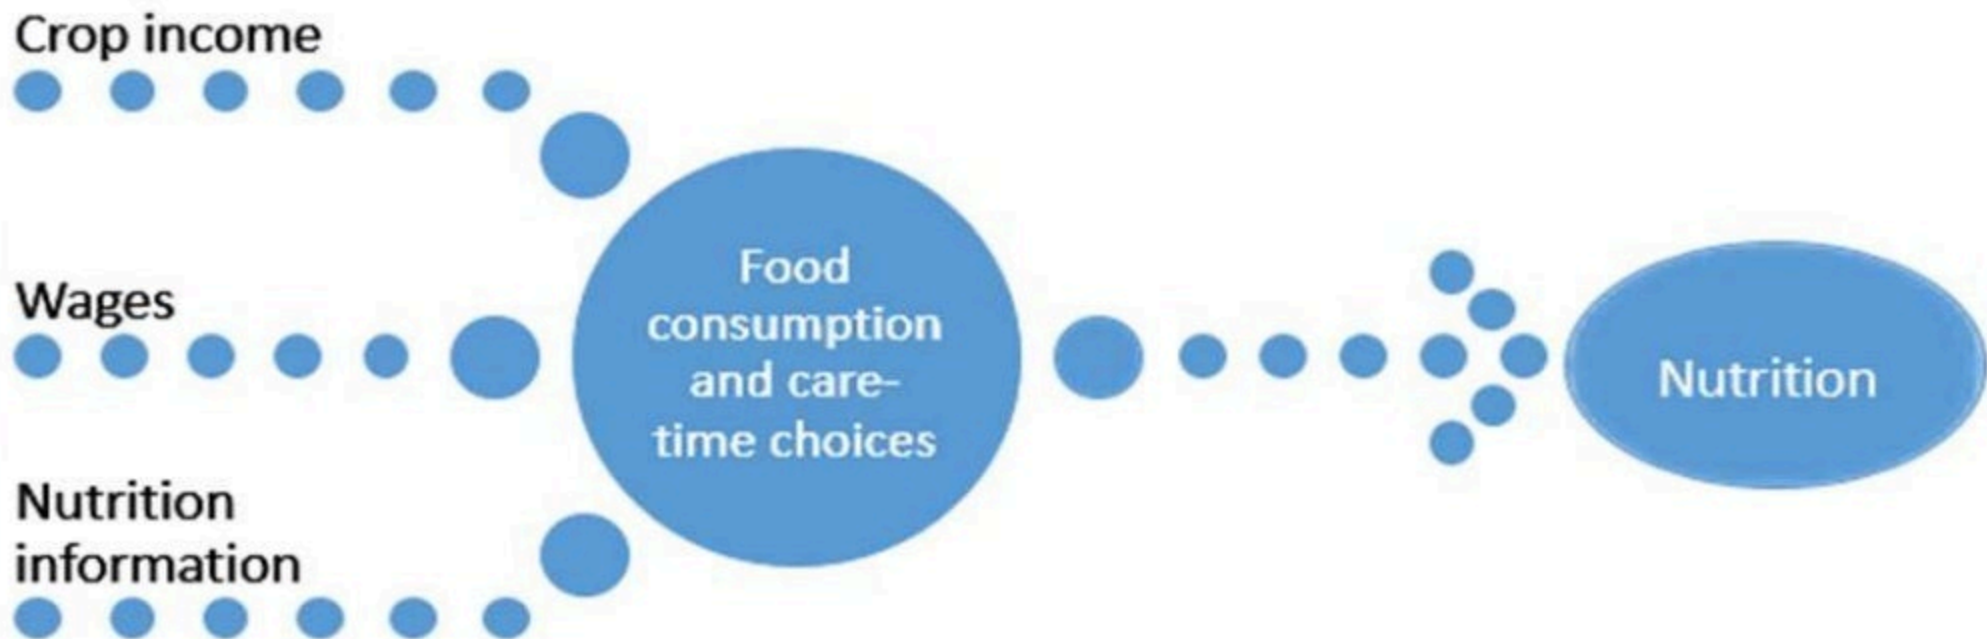 Crop income
Wages
Nutrition
information
Food
consumption
and care-
time choices
Nutrition